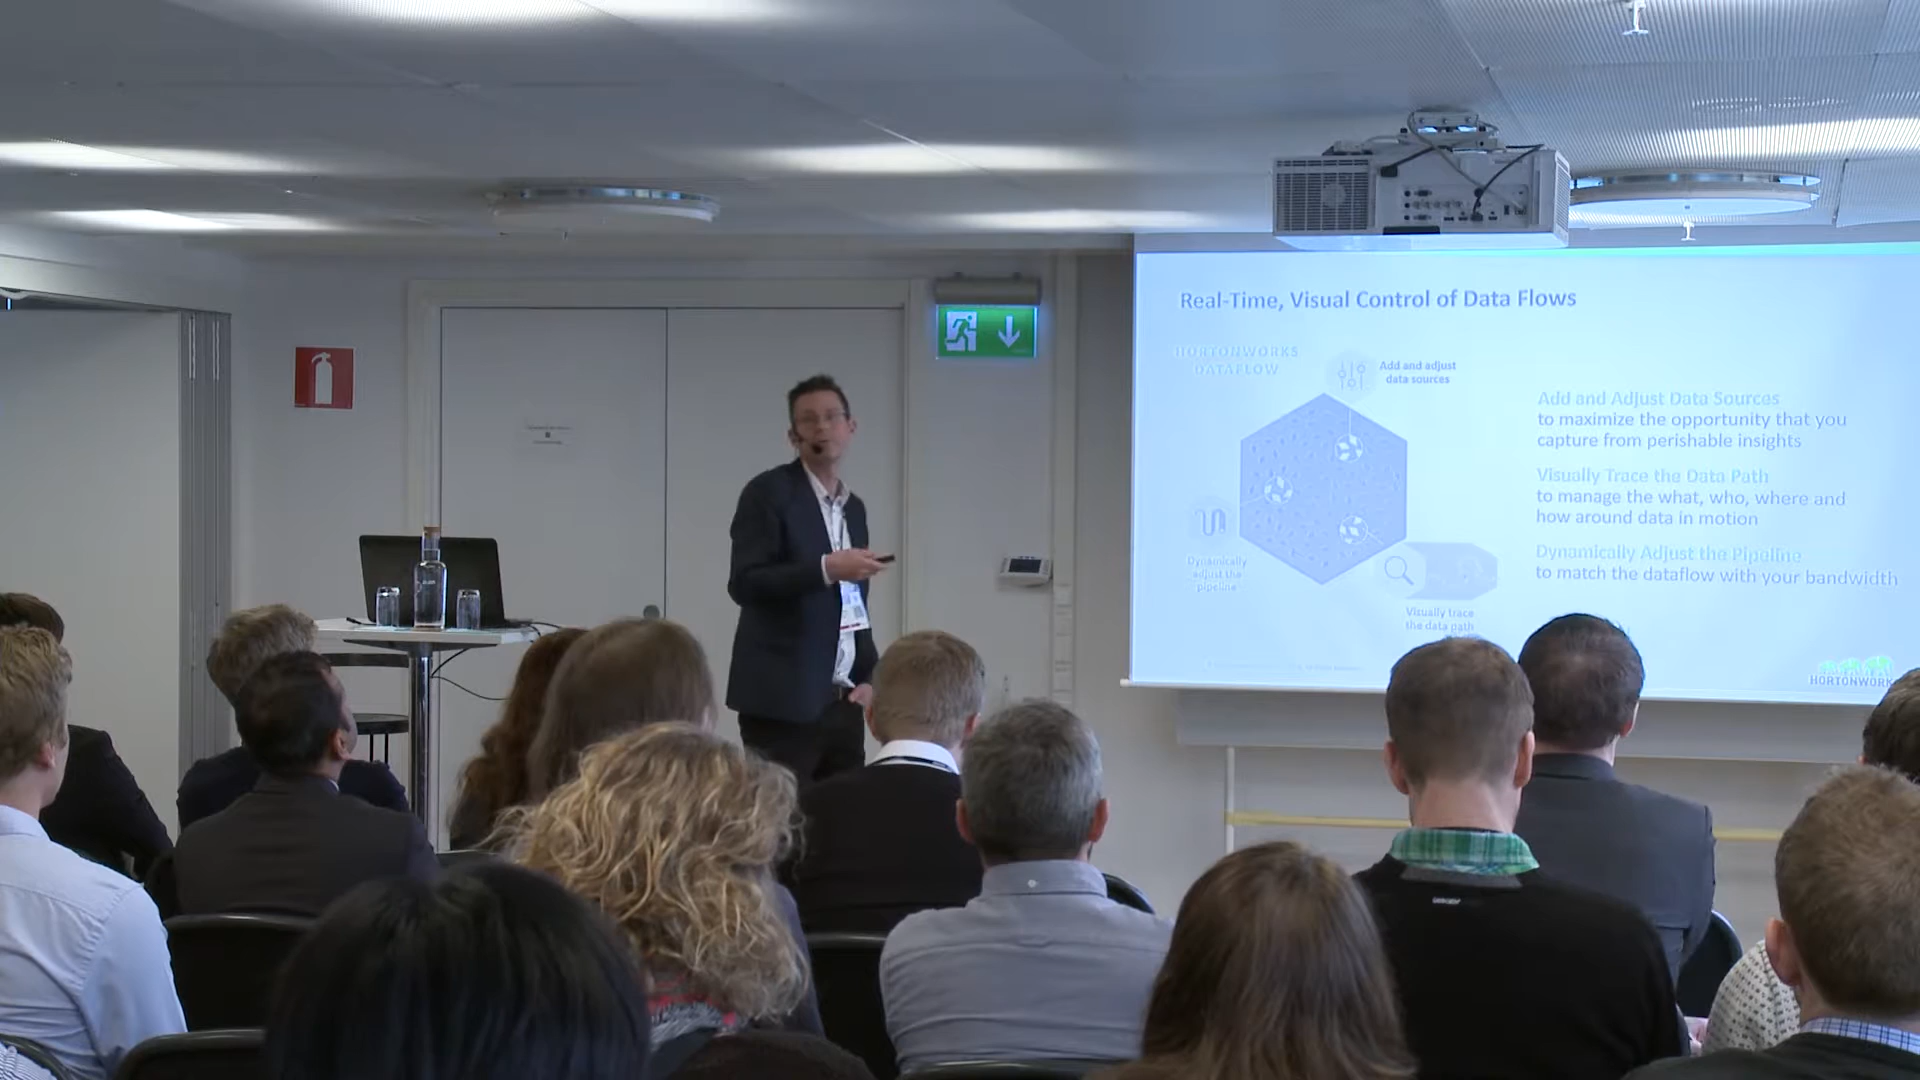 Real-Time, Visual Control of Data Flows
HORTONWORKS
DATAFLOW
Add and adjust
data sources
Dynamically
adjust the
pipeline
Visually trace
the data path
Add and Adjust Data Sources
to maximize the opportunity that you
capture from perishable insights
Visually Trace the Data Path
to manage the what, who, where and
how around data in motion
Dynamically Adjust the Pipeline
to match the dataflow with your bandwidth
HORTONWORK